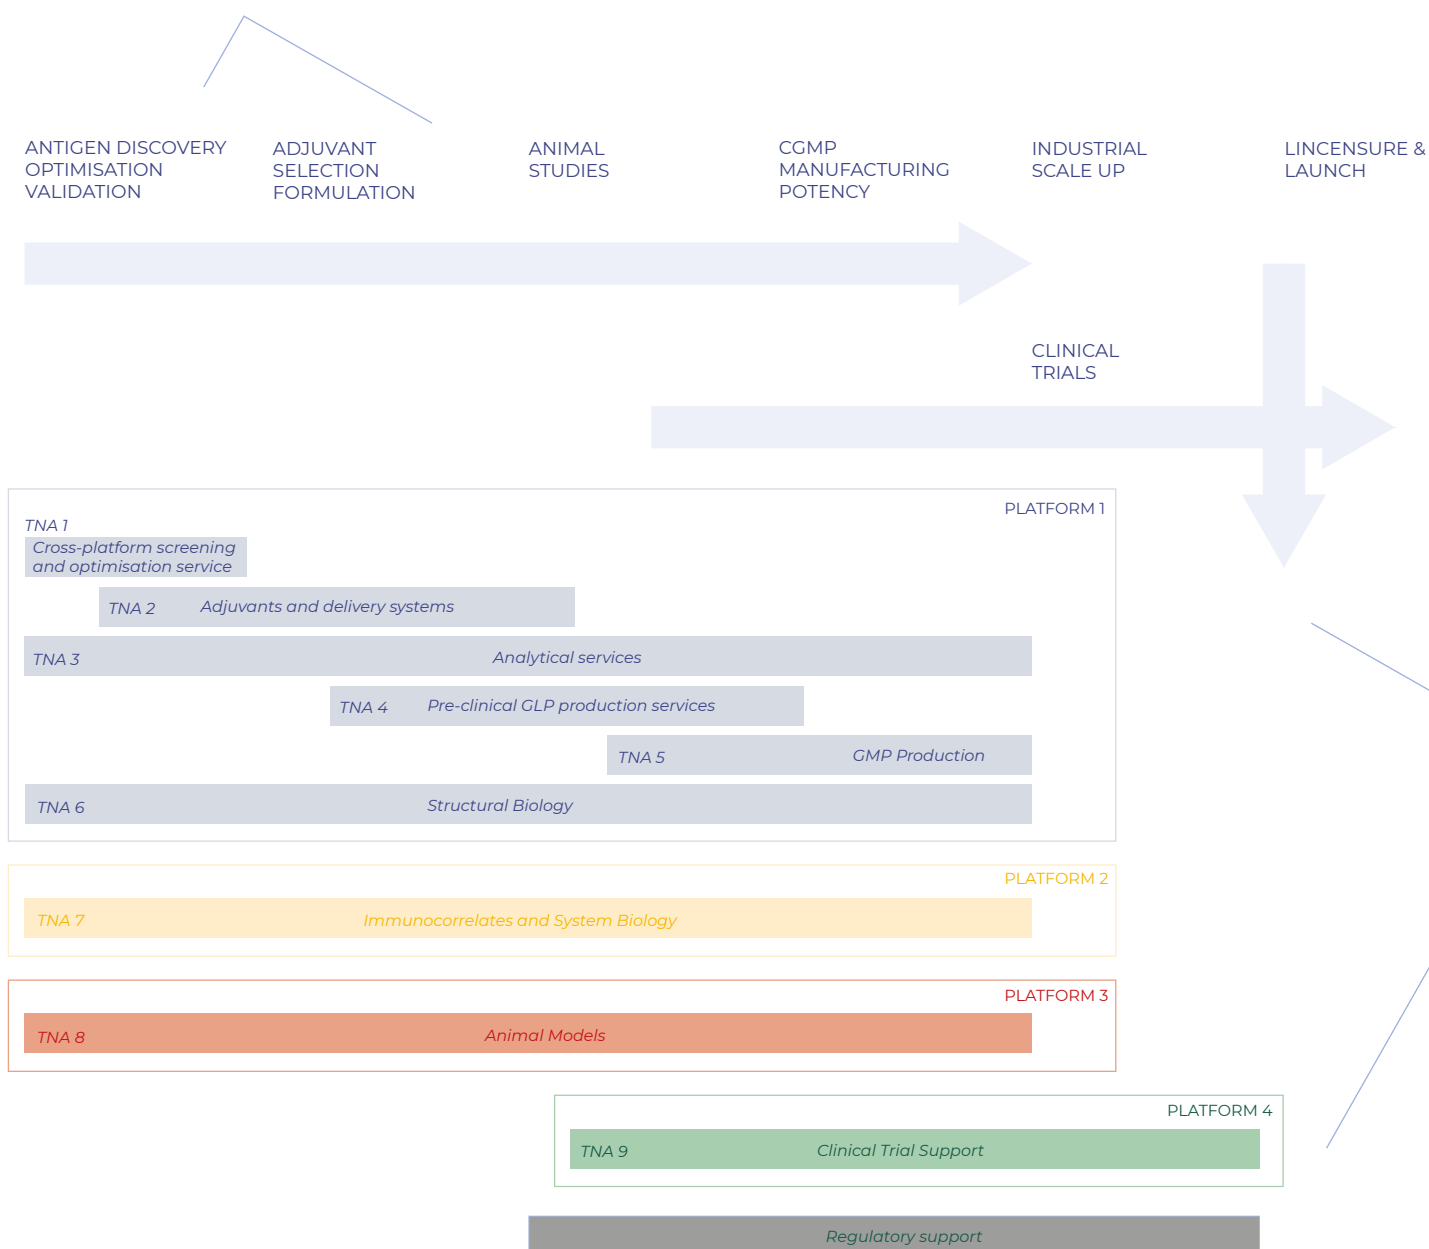 ANTIGEN DISCOVERY
OPTIMISATION
VALIDATION
ADJUVANT
SELECTION
FORMULATION
ANIMAL
STUDIES
CGMP
MANUFACTURING
POTENCY
INDUSTRIAL
SCALE UP
LINCENSURE &
LAUNCH
CLINICAL
TRIALS
PLATFORM 1
TNA 1
Cross-platform screening
and optimisation service
TNA 2 Adjuvants and delivery systems
TNA 3 Analytical services
TNA 4 Pre-clinical GLP production services
TNA 5 GMP Production
TNA 6 Structural Biology
PLATFORM 2
TNA 7 Immunocorrelates and System Biology
PLATFORM 3
TNA 8 Animal Models
PLATFORM 4
TNA 9 Clinical Trial Support
Regulatory support